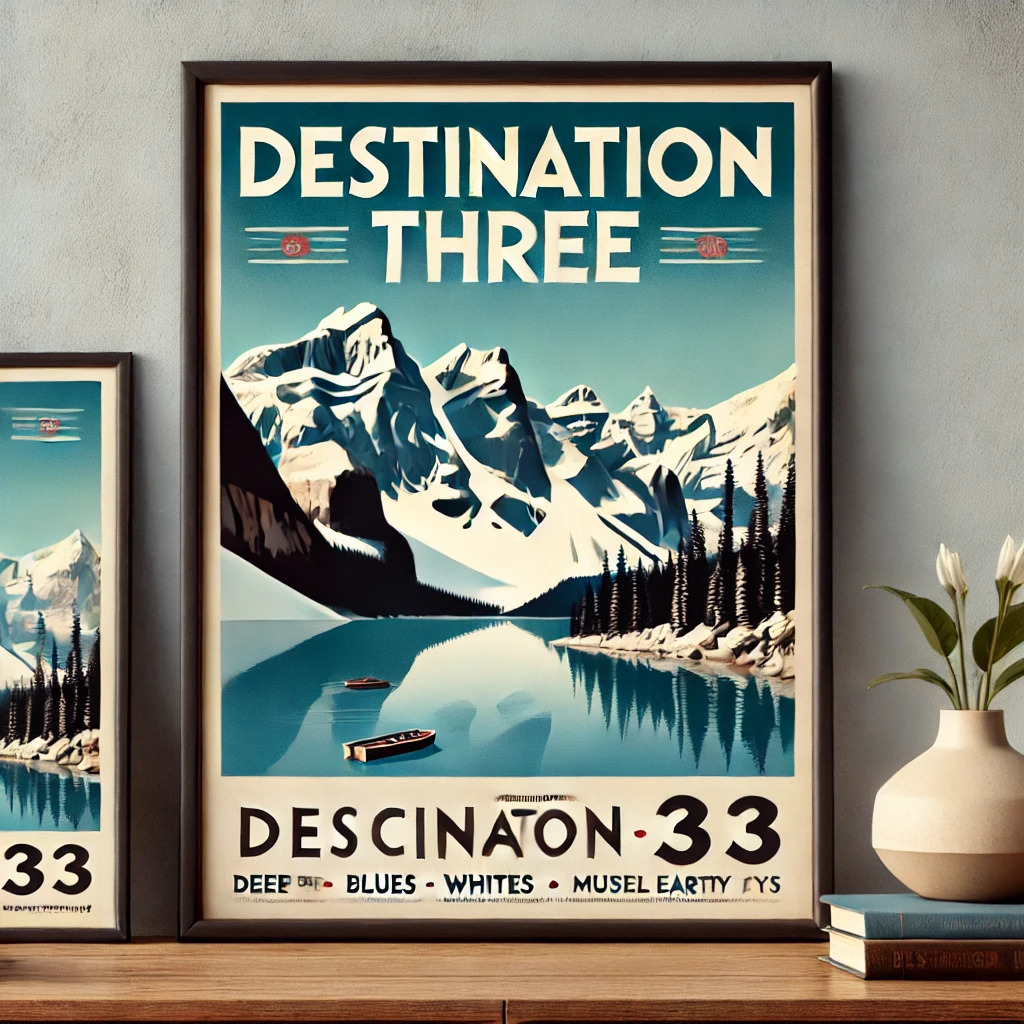 DESTINATION
THREE
DESCINATON · 33
DEEP · BLUES · WHITES · MUSEL EARTY
33